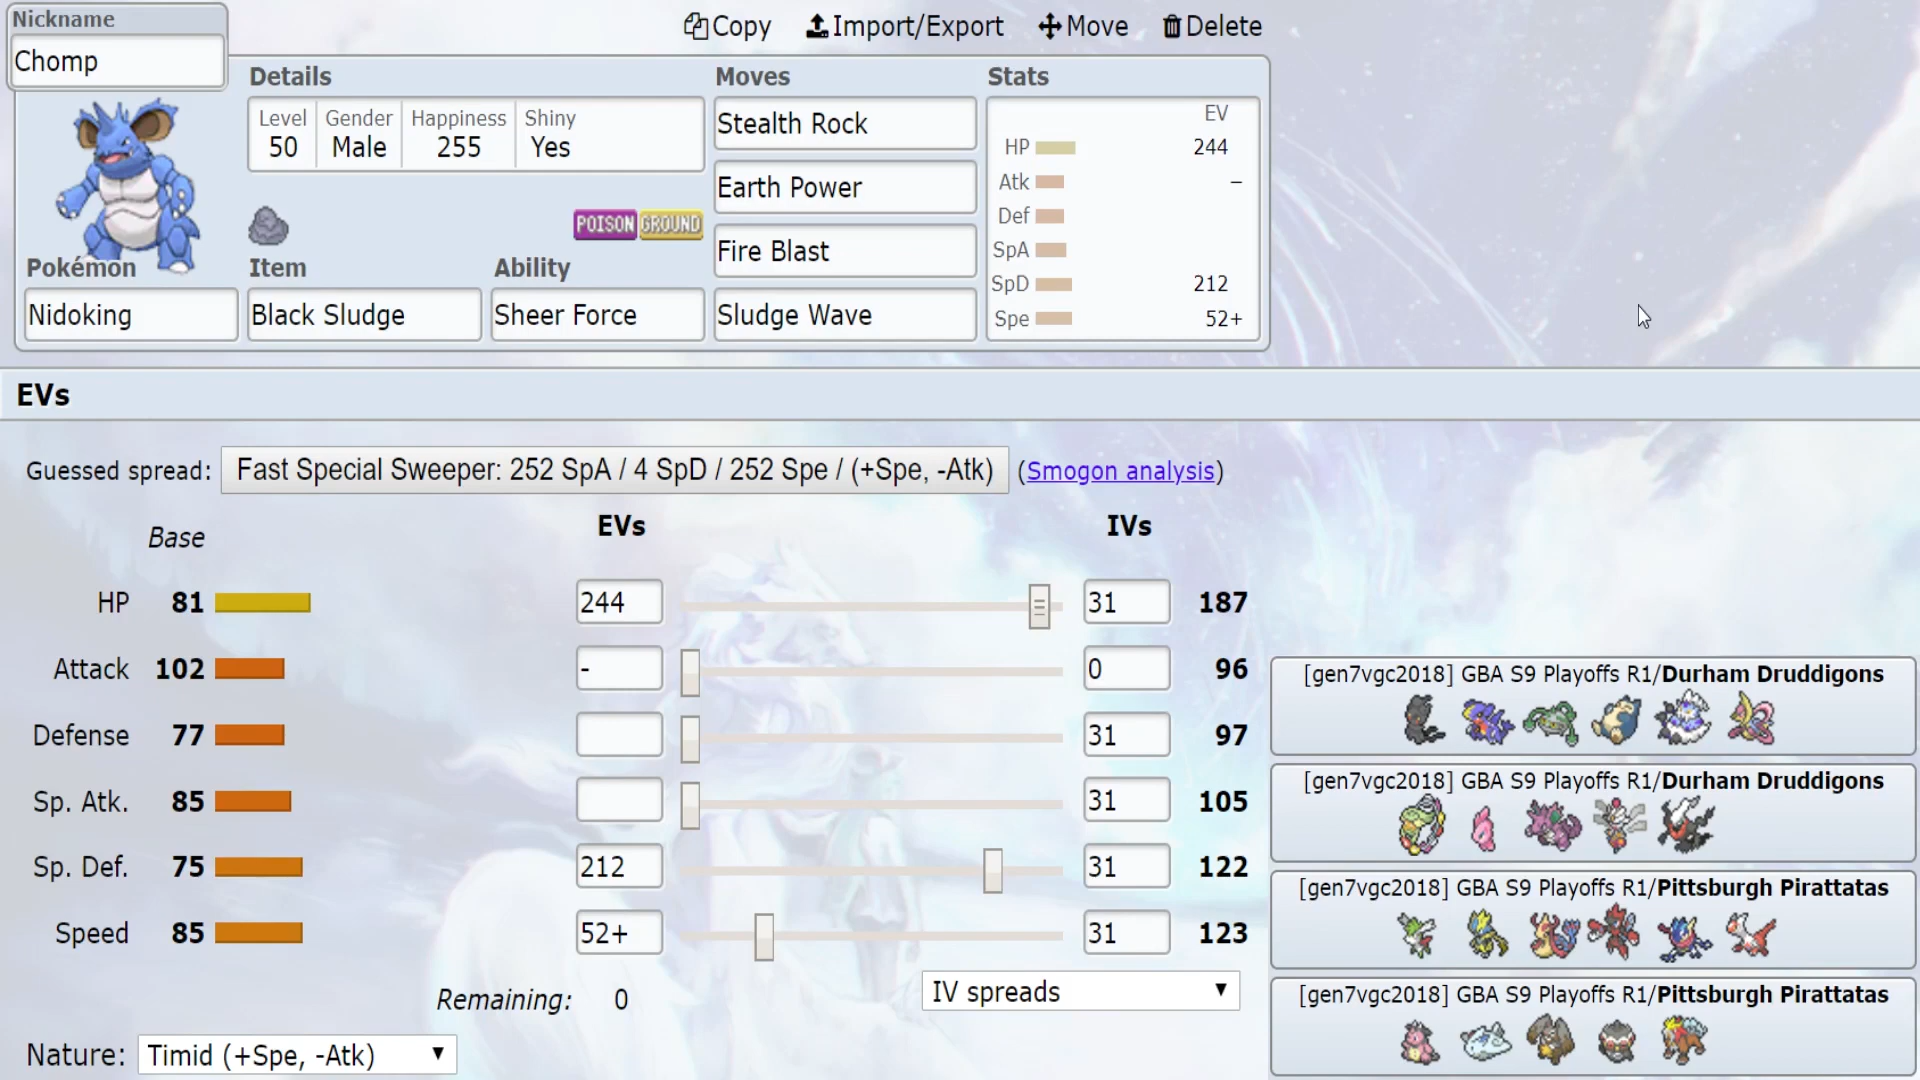 Nickname
Chomp
Copy Import/Export Move Delete
Details
Level Gender Happiness Shiny
50 Male 255 Yes
POISON GROUND
Pokémon Item Ability
Nidoking Black Sludge Sheer Force
Moves
Stealth Rock
Earth Power
Fire Blast
Sludge Wave
Stats
EV
HP 244
Atk –
Def
SpA
SpD 212
Spe 52+
EVs
Guessed spread: Fast Special Sweeper: 252 SpA / 4 SpD / 252 Spe / (+Spe, -Atk) (Smogon analysis)
Base EVs IVs
HP 81 244 31 187
Attack 102 - 0 96
Defense 77 31 97
Sp. Atk. 85 31 105
Sp. Def. 75 212 31 122
Speed 85 52+ 31 123
Remaining: 0
IV spreads
Nature: Timid (+Spe, -Atk)
[gen7vgc2018] GBA S9 Playoffs R1/Durham Druddigons
[gen7vgc2018] GBA S9 Playoffs R1/Durham Druddigons
[gen7vgc2018] GBA S9 Playoffs R1/Pittsburgh Pirattatas
[gen7vgc2018] GBA S9 Playoffs R1/Pittsburgh Pirattatas